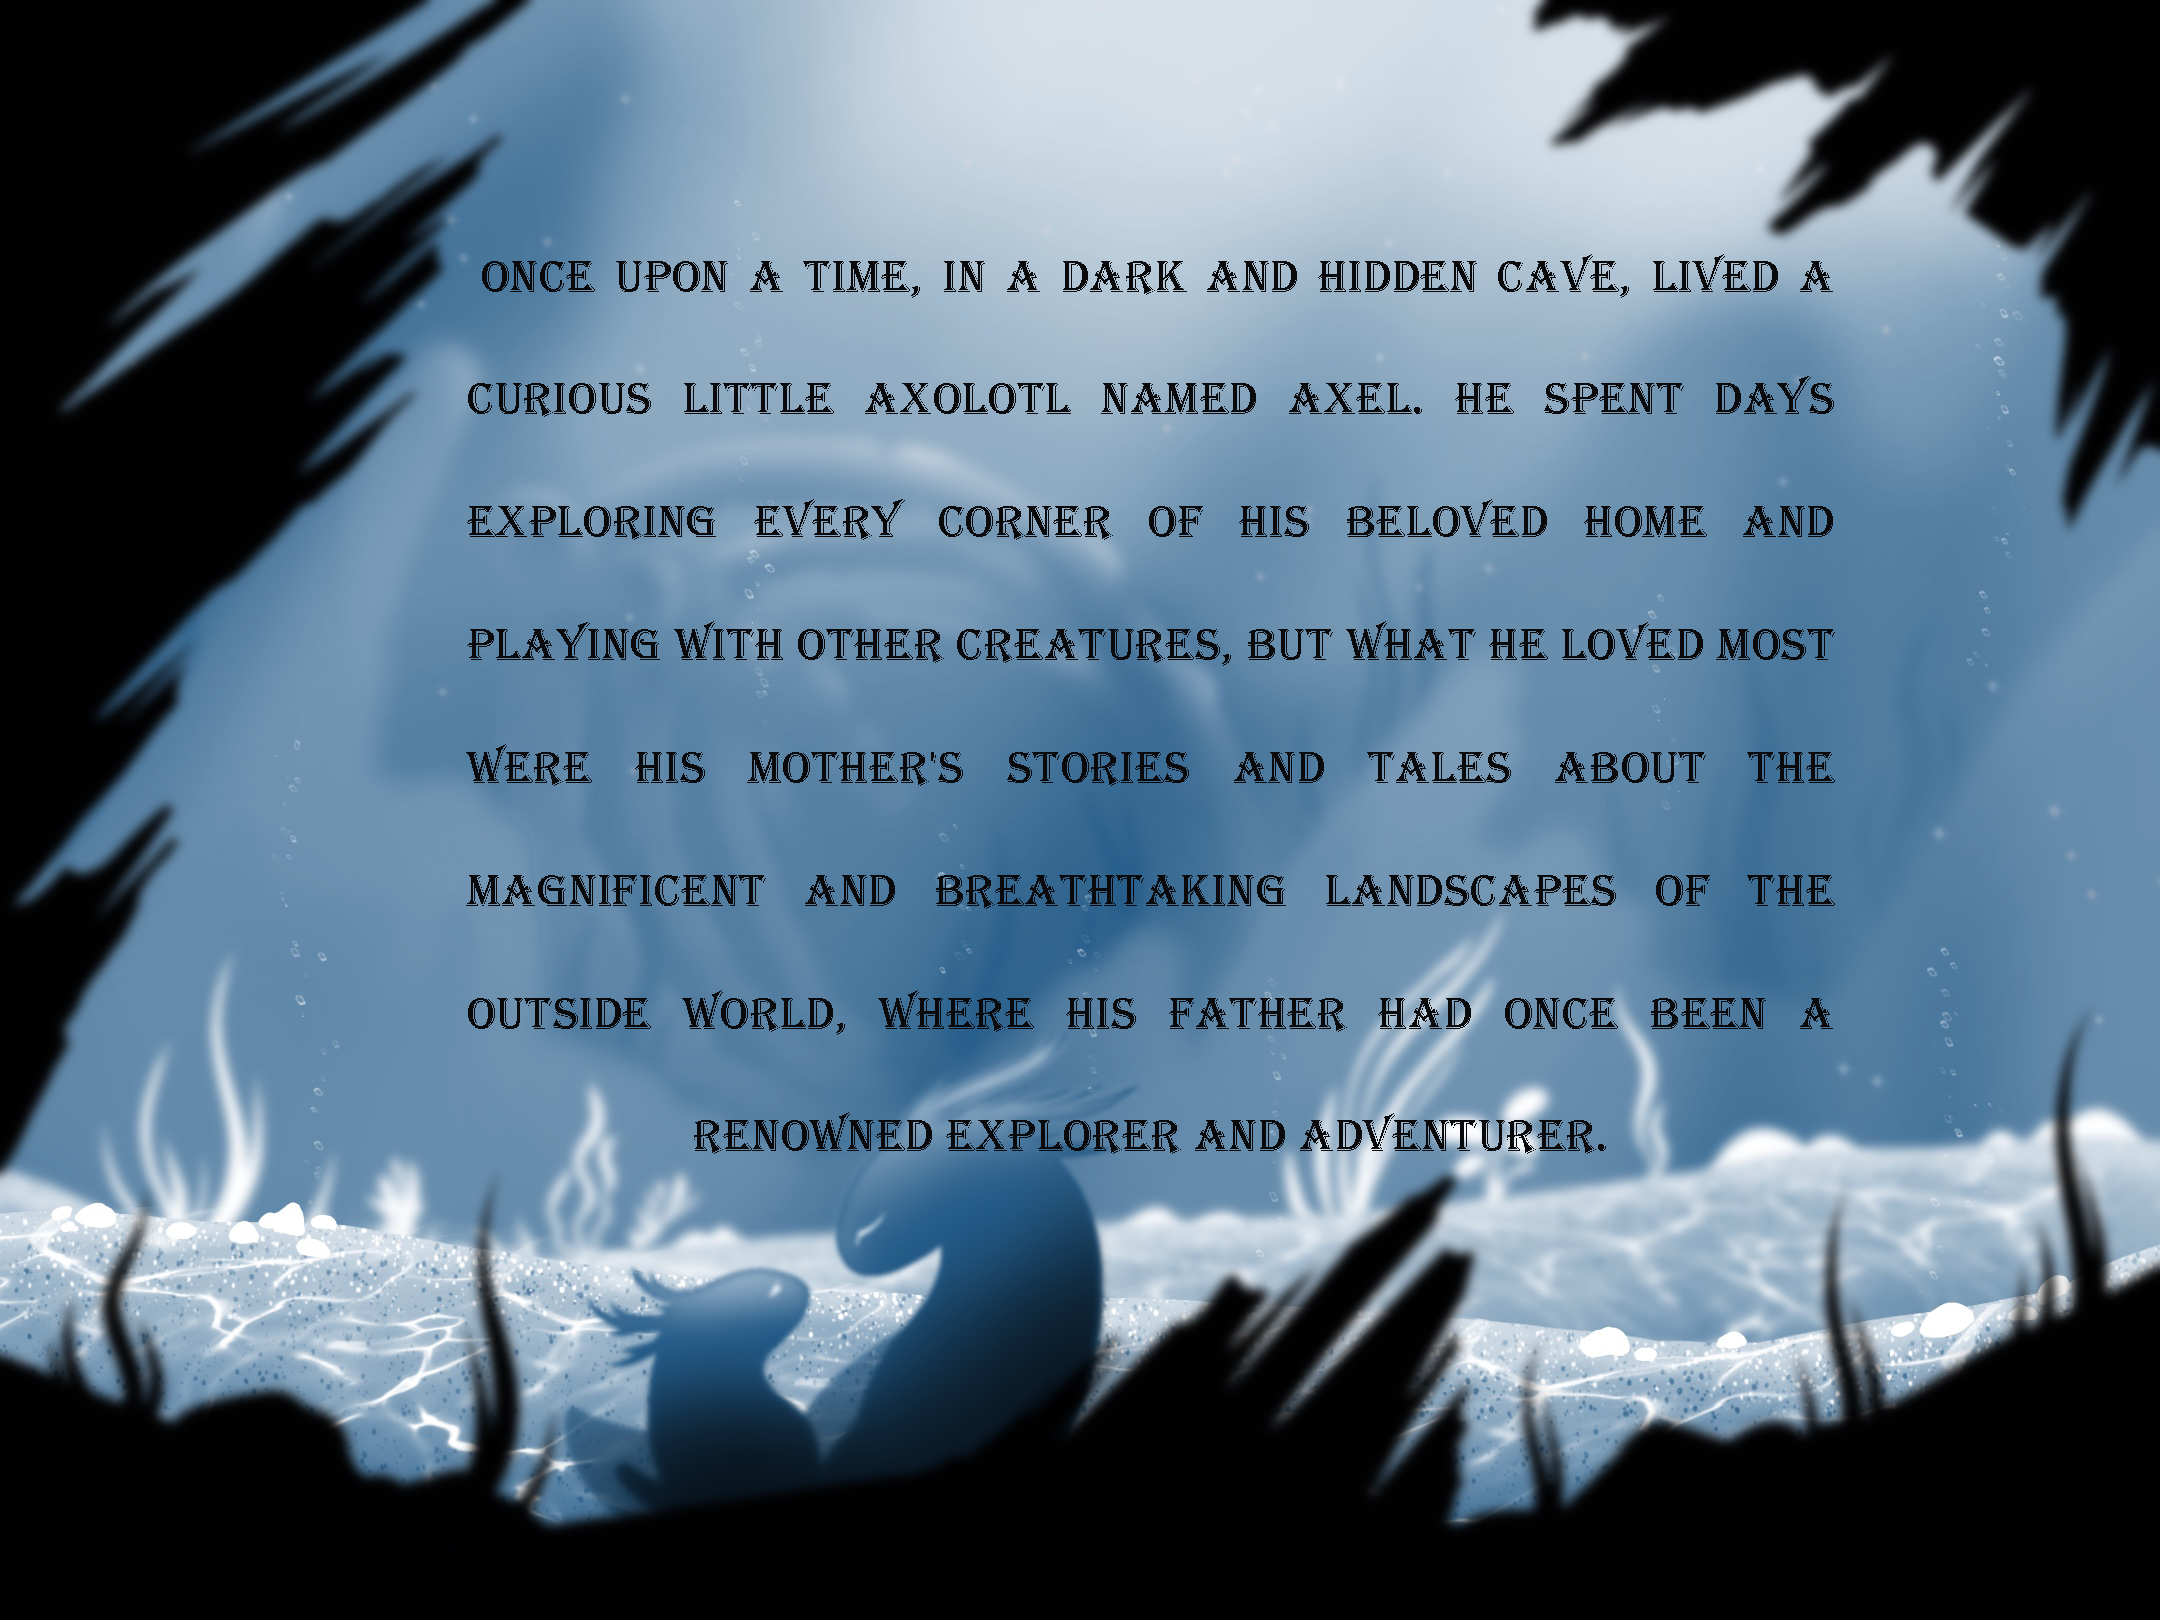 ONCE UPON A TIME, IN A DARK AND HIDDEN CAVE, LIVED A
CURIOUS LITTLE AXOLOTL NAMED AXEL. HE SPENT DAYS
EXPLORING EVERY CORNER OF HIS BELOVED HOME AND
PLAYING WITH OTHER CREATURES, BUT WHAT HE LOVED MOST
WERE HIS MOTHER'S STORIES AND TALES ABOUT THE
MAGNIFICENT AND BREATHTAKING LANDSCAPES OF THE
OUTSIDE WORLD, WHERE HIS FATHER HAD ONCE BEEN A
RENOWNED EXPLORER AND ADVENTURER.